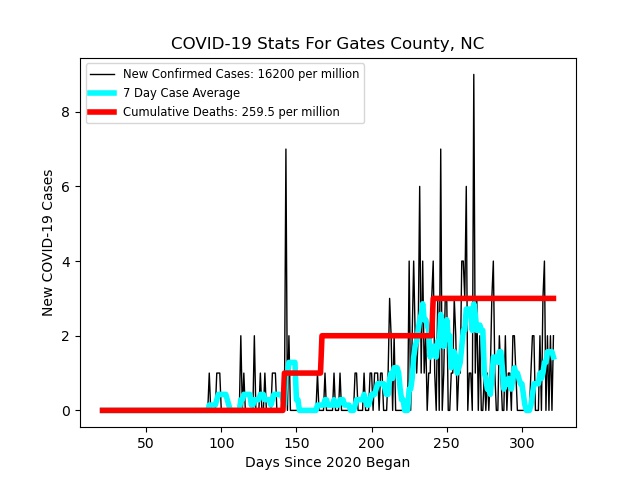 COVID-19 Stats For Gates County, NC
New Confirmed Cases: 16200 per million
7 Day Case Average
Cumulative Deaths: 259.5 per million
New COVID-19 Cases
8
6
4
2
0
50 100 150 200 250 300
Days Since 2020 Began